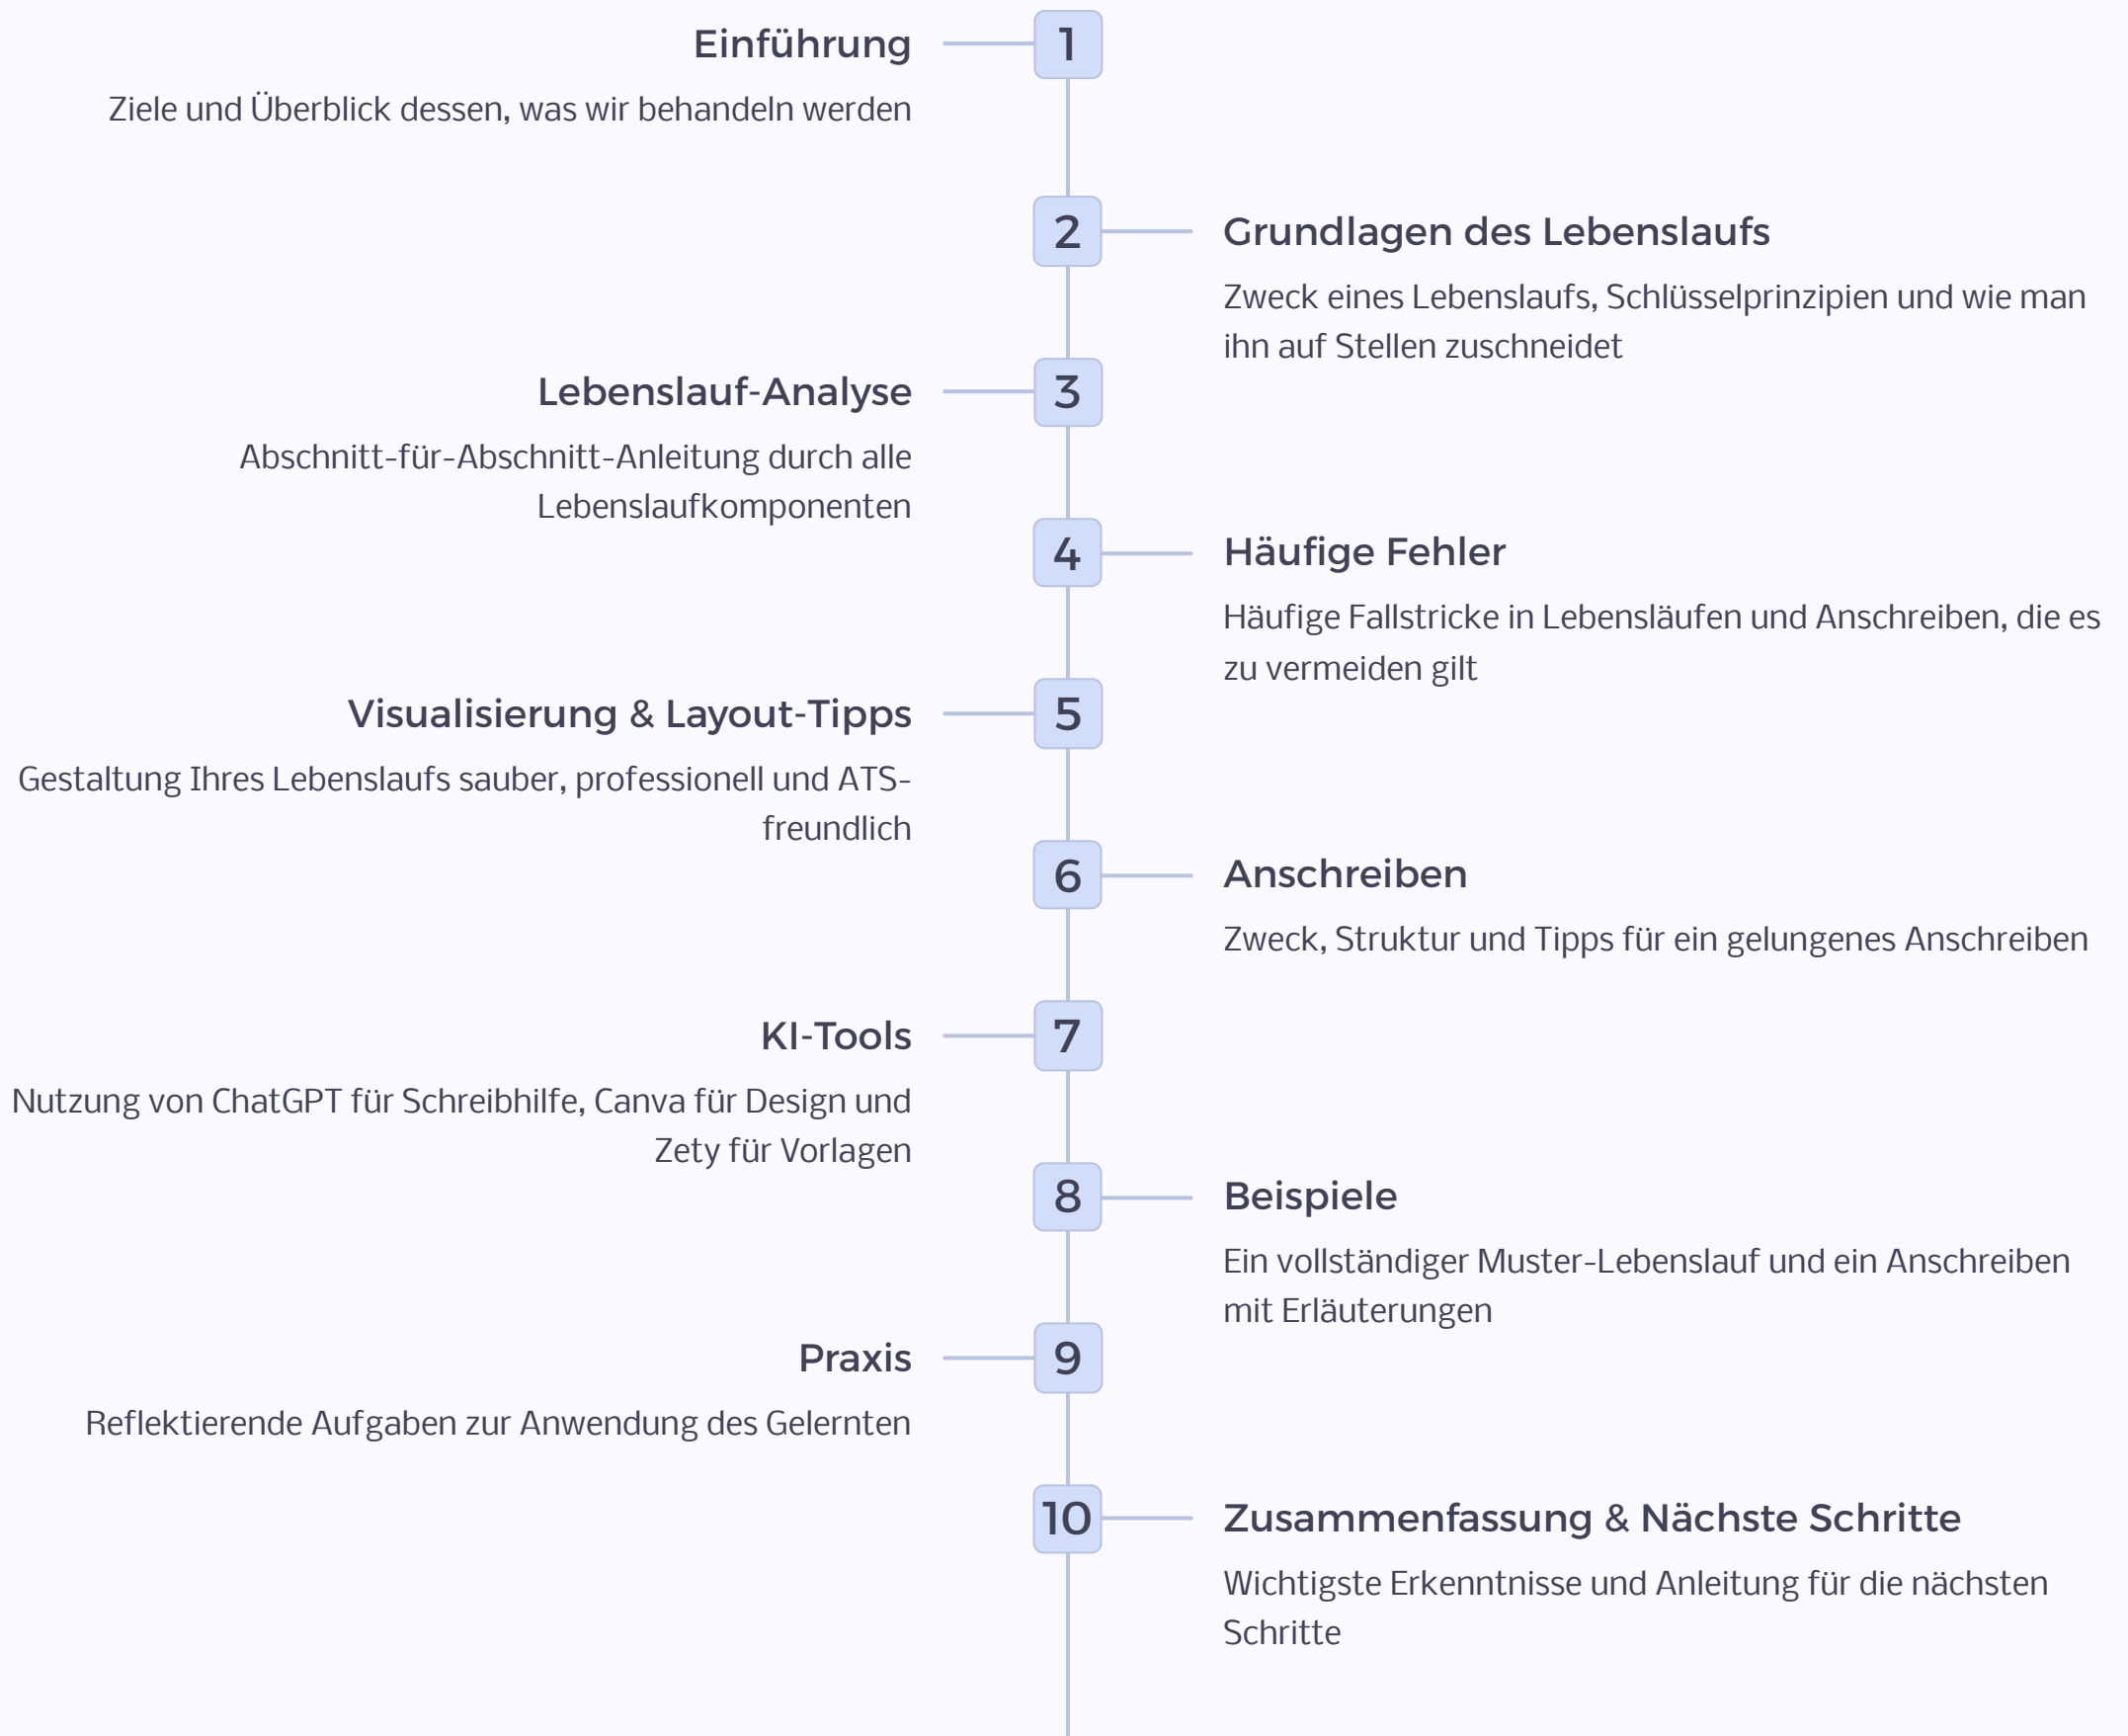 1
Einführung
Ziele und Überblick dessen, was wir behandeln werden
2
Grundlagen des Lebenslaufs
Zweck eines Lebenslaufs, Schlüsselprinzipien und wie man
ihn auf Stellen zuschneidet
3
Lebenslauf-Analyse
Abschnitt-für-Abschnitt-Anleitung durch alle
Lebenslaufkomponenten
4
Häufige Fehler
Häufige Fallstricke in Lebensläufen und Anschreiben, die es
zu vermeiden gilt
5
Visualisierung & Layout-Tipps
Gestaltung Ihres Lebenslaufs sauber, professionell und ATS-
freundlich
6
Anschreiben
Zweck, Struktur und Tipps für ein gelungenes Anschreiben
7
KI-Tools
Nutzung von ChatGPT für Schreibhilfe, Canva für Design und
Zety für Vorlagen
8
Beispiele
Ein vollständiger Muster-Lebenslauf und ein Anschreiben
mit Erläuterungen
9
Praxis
Reflektierende Aufgaben zur Anwendung des Gelernten
10
Zusammenfassung & Nächste Schritte
Wichtigste Erkenntnisse und Anleitung für die nächsten
Schritte